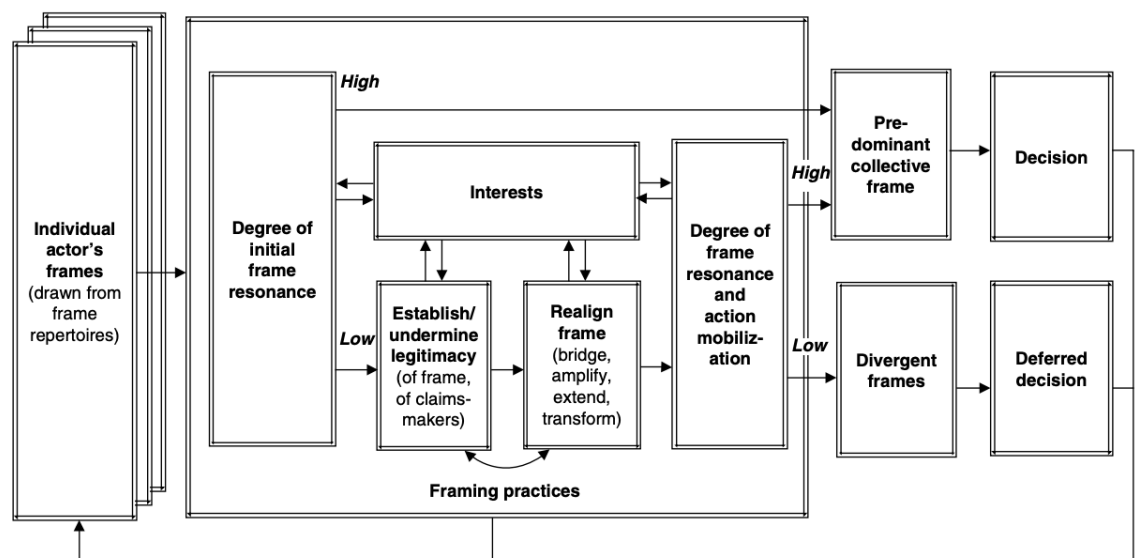 Individual
actor's
frames
(drawn from
frame
repertoires)
Degree of
initial
frame
resonance
High
Low
Interests
Establish/
undermine
legitimacy
(of frame,
of claims-
makers)
Realign
frame
(bridge,
amplify,
extend,
transform)
Framing practices
Degree of
frame
resonance
and
action
mobiliz-
ation
High
Low
Pre-
dominant
collective
frame
Decision
Divergent
frames
Deferred
decision